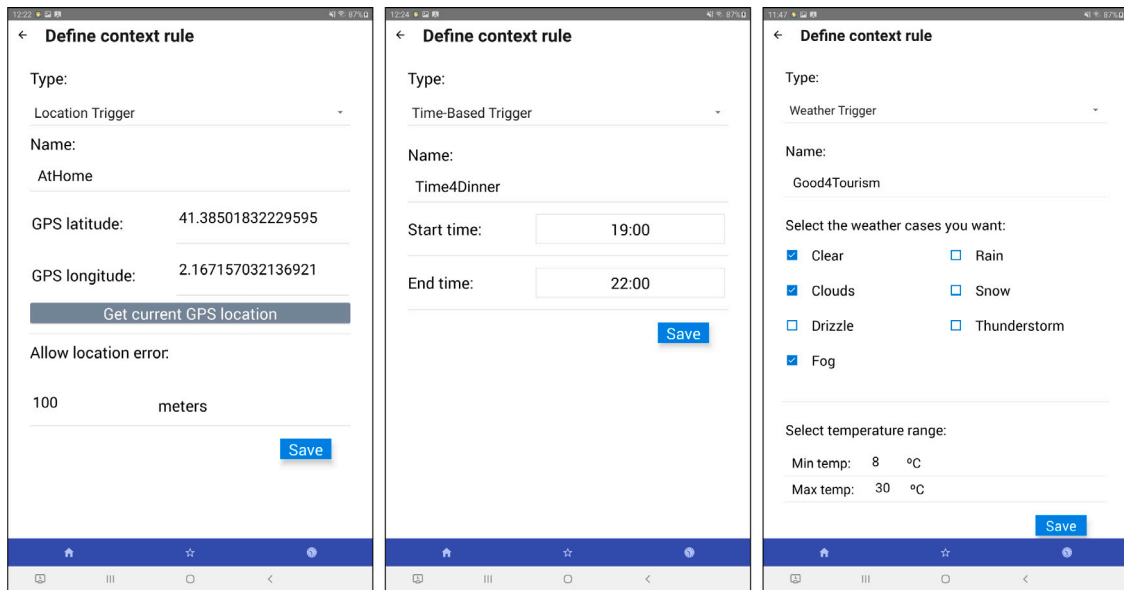 12:22
87%
Define context rule
Type:
Location Trigger
Name:
AtHome
GPS latitude: 41.38501832229595
GPS longitude: 2.167157032136921
Get current GPS location
Allow location error:
100 meters
Save
12:24
87%
Define context rule
Type:
Time-Based Trigger
Name:
Time4Dinner
Start time: 19:00
End time: 22:00
Save
11:47
87%
Define context rule
Type:
Weather Trigger
Name:
Good4Tourism
Select the weather cases you want:
Clear Rain
Clouds Snow
Drizzle Thunderstorm
Fog
Select temperature range:
Min temp: 8 ºC
Max temp: 30 ºC
Save